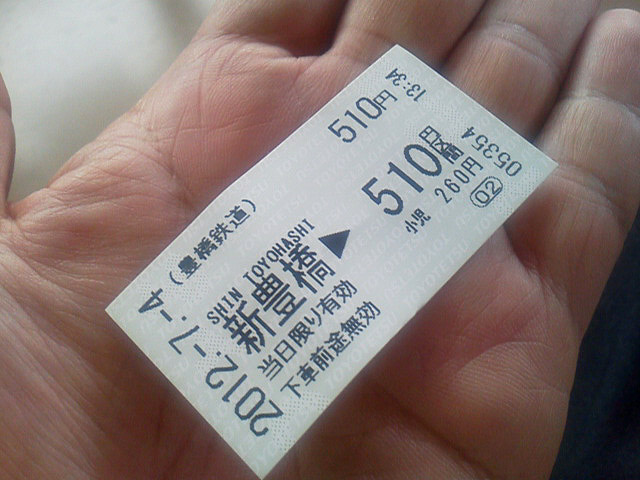 2012.-7.-4 (豊橋鉄道) 510円 13:34
SHIN TOYOHASHI
新豊橋▶510円区間
当日限り有効 小児 260円 05354
下車前途無効 02